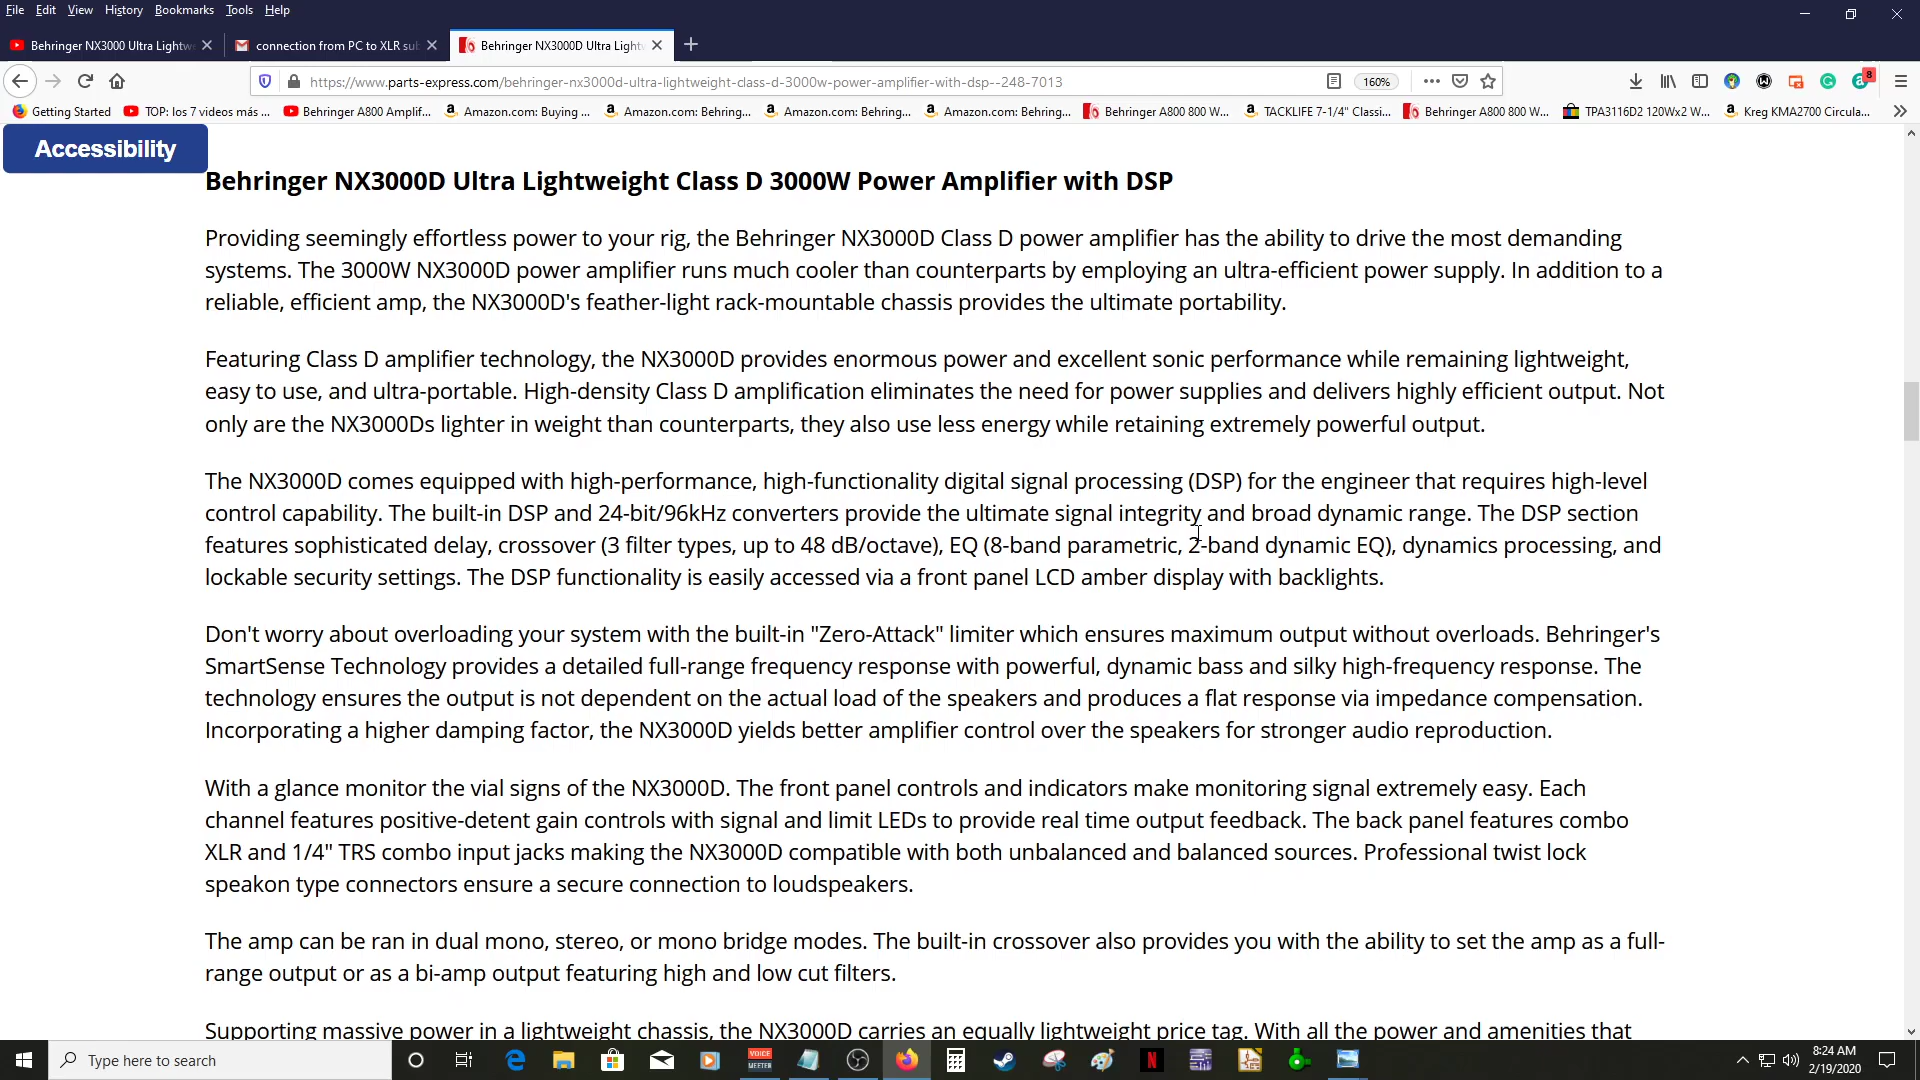 File Edit View History Bookmarks Tools Help
Behringer NX3000 Ultra Lightw
connection from PC to XLR sub
Behringer NX3000D Ultra Light
https://www.parts-express.com/behringer-nx3000d-ultra-lightweight-class-d-3000w-power-amplifier-with-dsp--248-7013
160%
8
Getting Started
TOP: los 7 videos más ...
Behringer A800 Amplif...
Amazon.com: Buying ...
Amazon.com: Behring...
Amazon.com: Behring...
Amazon.com: Behring...
Behringer A800 800 W...
TACKLIFE 7-1/4" Classi...
Behringer A800 800 W...
TPA3116D2 120Wx2 W...
Kreg KMA2700 Circula...
Accessibility
Behringer NX3000D Ultra Lightweight Class D 3000W Power Amplifier with DSP
Providing seemingly effortless power to your rig, the Behringer NX3000D Class D power amplifier has the ability to drive the most demanding
systems. The 3000W NX3000D power amplifier runs much cooler than counterparts by employing an ultra-efficient power supply. In addition to a
reliable, efficient amp, the NX3000D's feather-light rack-mountable chassis provides the ultimate portability.
Featuring Class D amplifier technology, the NX3000D provides enormous power and excellent sonic performance while remaining lightweight,
easy to use, and ultra-portable. High-density Class D amplification eliminates the need for power supplies and delivers highly efficient output. Not
only are the NX3000Ds lighter in weight than counterparts, they also use less energy while retaining extremely powerful output.
The NX3000D comes equipped with high-performance, high-functionality digital signal processing (DSP) for the engineer that requires high-level
control capability. The built-in DSP and 24-bit/96kHz converters provide the ultimate signal integrity and broad dynamic range. The DSP section
features sophisticated delay, crossover (3 filter types, up to 48 dB/octave), EQ (8-band parametric, 2-band dynamic EQ), dynamics processing, and
lockable security settings. The DSP functionality is easily accessed via a front panel LCD amber display with backlights.
Don't worry about overloading your system with the built-in "Zero-Attack" limiter which ensures maximum output without overloads. Behringer's
SmartSense Technology provides a detailed full-range frequency response with powerful, dynamic bass and silky high-frequency response. The
technology ensures the output is not dependent on the actual load of the speakers and produces a flat response via impedance compensation.
Incorporating a higher damping factor, the NX3000D yields better amplifier control over the speakers for stronger audio reproduction.
With a glance monitor the vial signs of the NX3000D. The front panel controls and indicators make monitoring signal extremely easy. Each
channel features positive-detent gain controls with signal and limit LEDs to provide real time output feedback. The back panel features combo
XLR and 1/4" TRS combo input jacks making the NX3000D compatible with both unbalanced and balanced sources. Professional twist lock
speakon type connectors ensure a secure connection to loudspeakers.
The amp can be ran in dual mono, stereo, or mono bridge modes. The built-in crossover also provides you with the ability to set the amp as a full-
range output or as a bi-amp output featuring high and low cut filters.
Supporting massive power in a lightweight chassis, the NX3000D carries an equally lightweight price tag. With all the power and amenities that
Type here to search
VOICE
MEETER
8:24 AM
2/19/2020